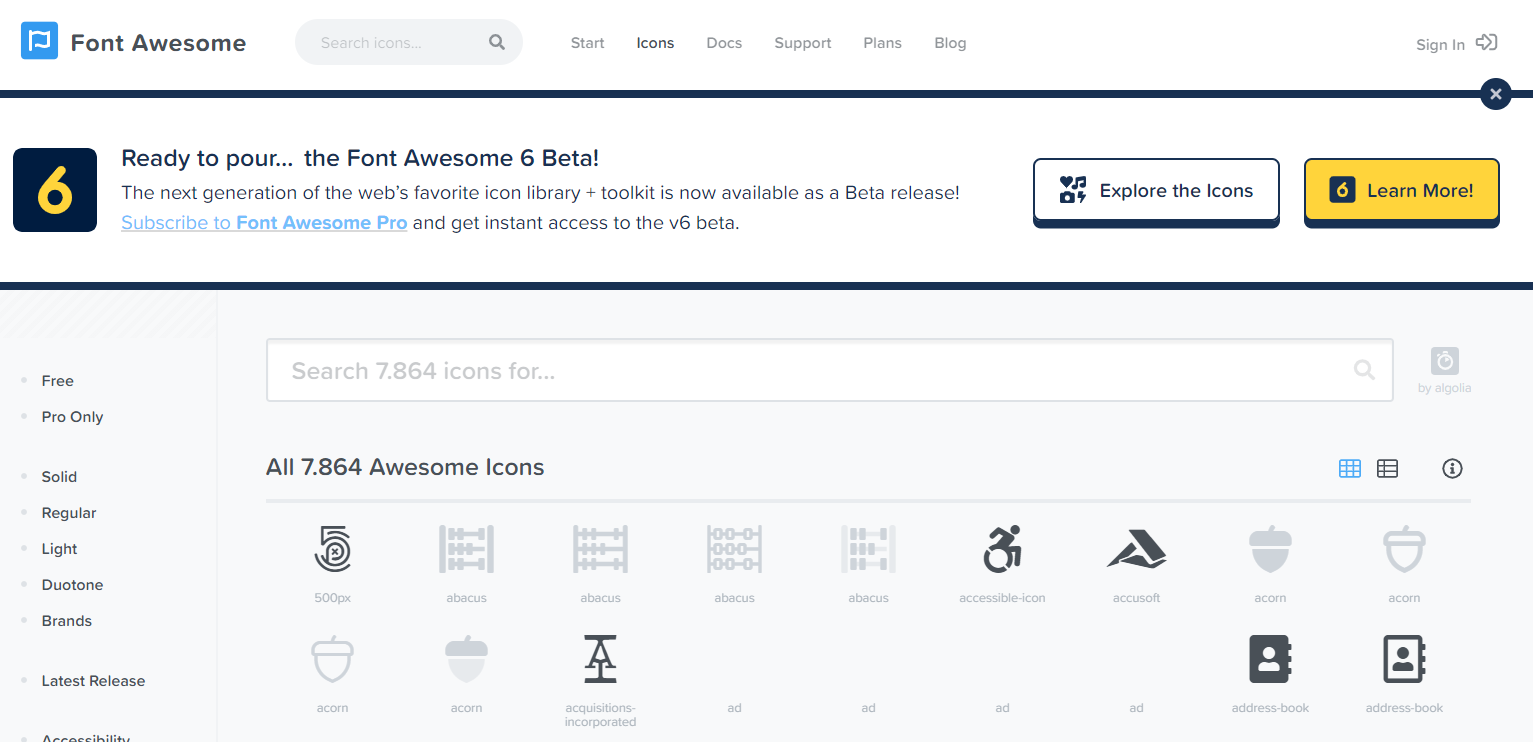 Font Awesome
Search icons...
Start
Icons
Docs
Support
Plans
Blog
Sign In
6
Ready to pour... the Font Awesome 6 Beta!
The next generation of the web's favorite icon library + toolkit is now available as a Beta release!
Subscribe to Font Awesome Pro and get instant access to the v6 beta.
Explore the Icons
6 Learn More!
Free
Pro Only
Solid
Regular
Light
Duotone
Brands
Latest Release
Accessibility
Search 7.864 icons for...
by algolia
All 7.864 Awesome Icons
500px
abacus
abacus
abacus
abacus
accessible-icon
accusoft
acorn
acorn
acorn
acorn
acquisitions-
incorporated
ad
ad
ad
ad
address-book
address-book